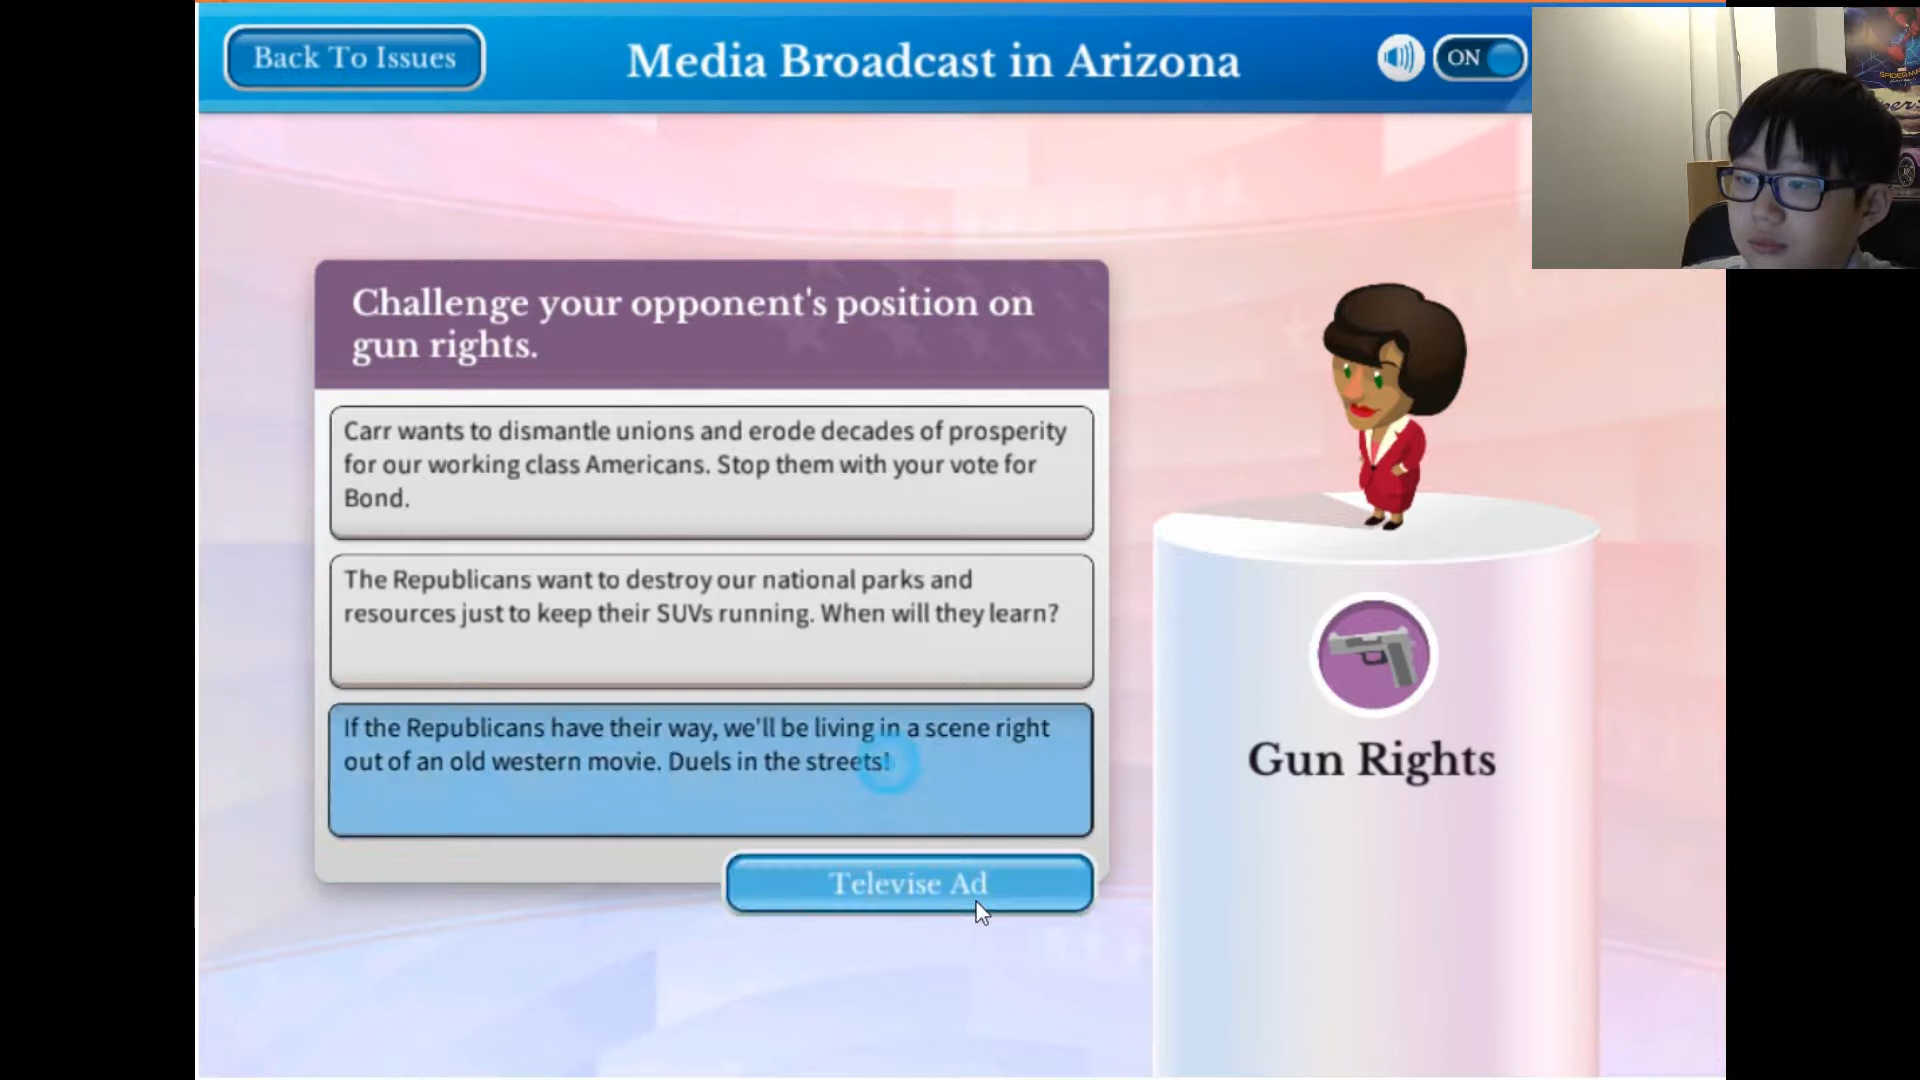 Back To Issues
Media Broadcast in Arizona
ON
Challenge your opponent's position on
gun rights.
Carr wants to dismantle unions and erode decades of prosperity
for our working class Americans. Stop them with your vote for
Bond.
The Republicans want to destroy our national parks and
resources just to keep their SUVs running. When will they learn?
If the Republicans have their way, we'll be living in a scene right
out of an old western movie. Duels in the streets!
Televise Ad
Gun Rights